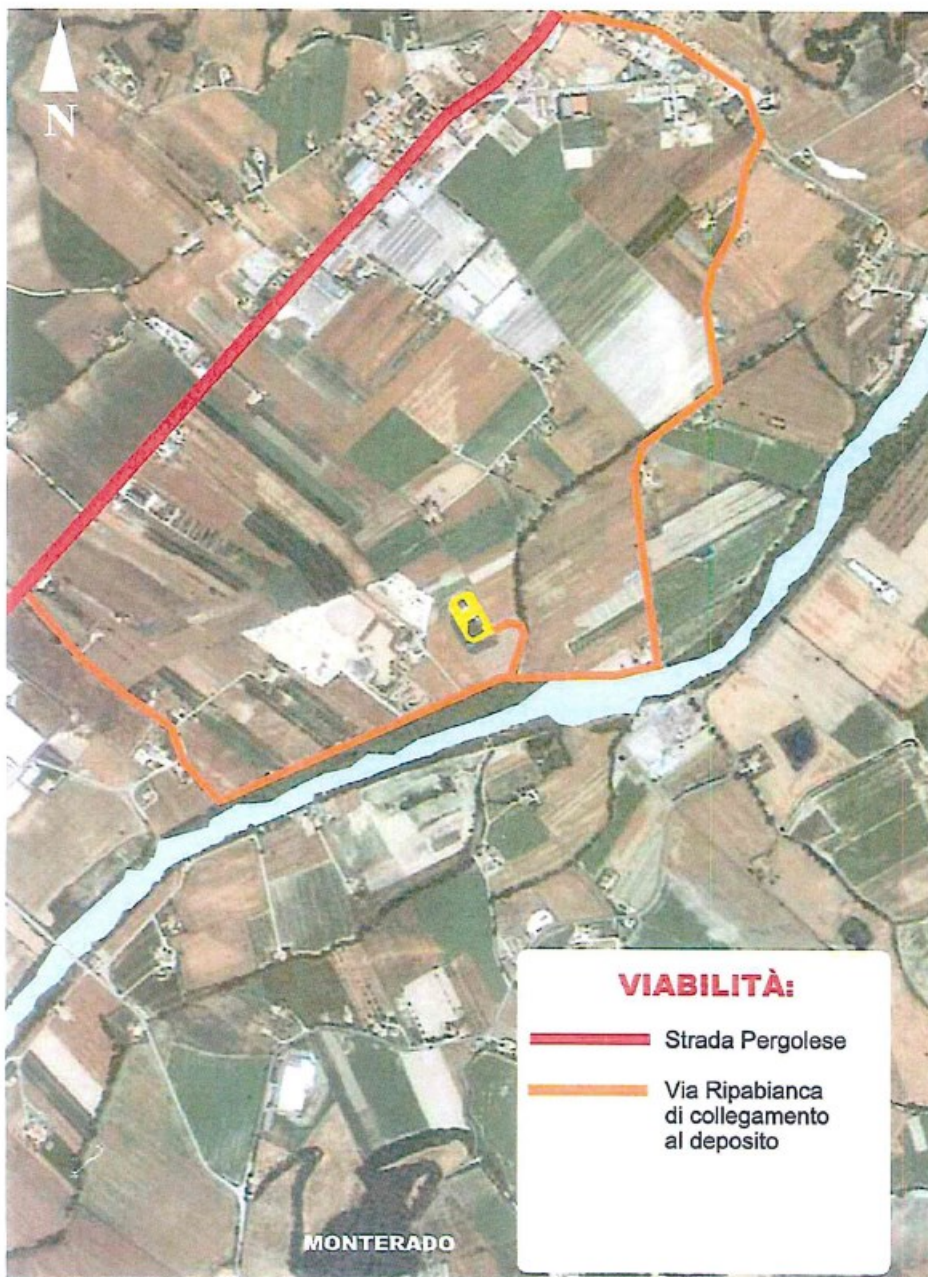 N
VIABILITÀ:
Strada Pergolese
Via Ripabianca
di collegamento
al deposito
MONTERADO